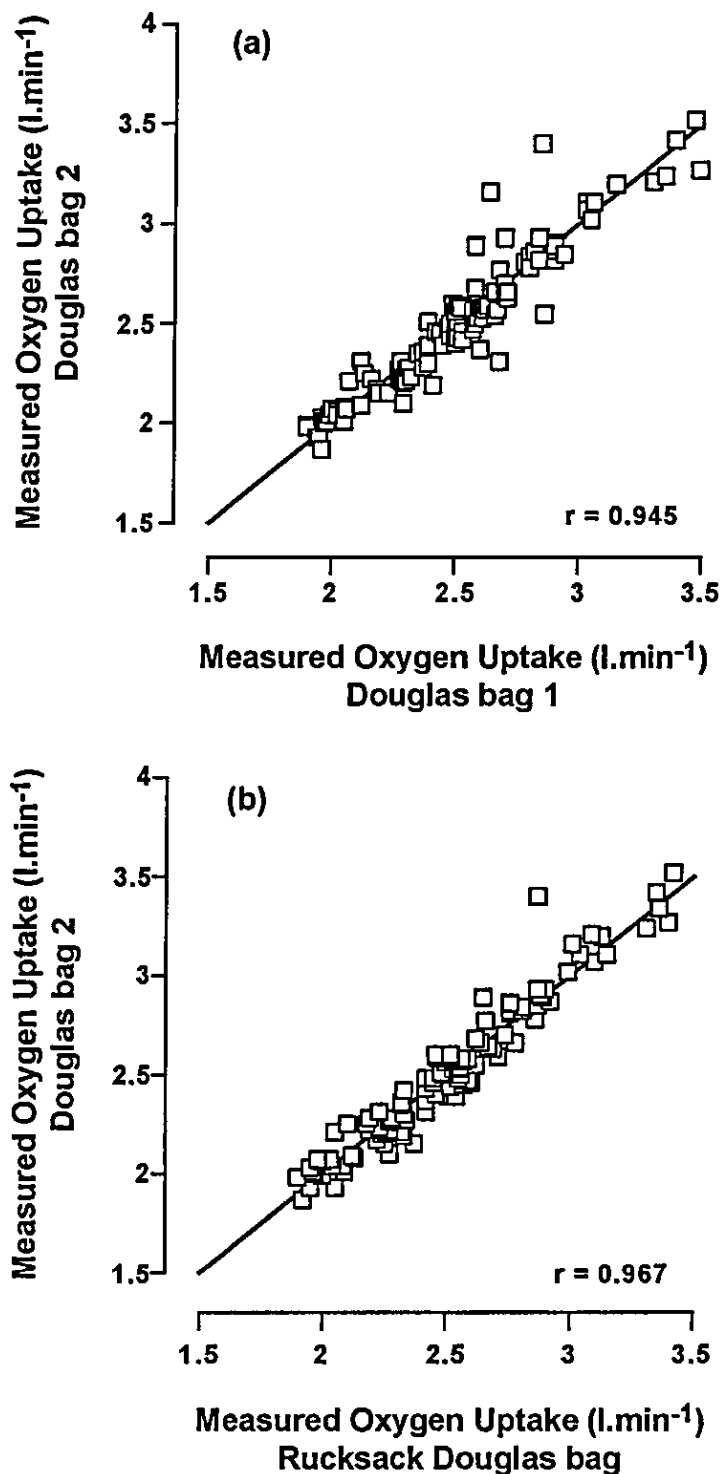 (a)
Measured Oxygen Uptake (l.min-1)
Douglas bag 2
4
3.5
3
2.5
2
1.5
r = 0.945
1.5 2 2.5 3 3.5
Measured Oxygen Uptake (l.min-1)
Douglas bag 1
(b)
Measured Oxygen Uptake (l.min-1)
Douglas bag 2
4
3.5
3
2.5
2
1.5
r = 0.967
1.5 2 2.5 3 3.5
Measured Oxygen Uptake (l.min-1)
Rucksack Douglas bag